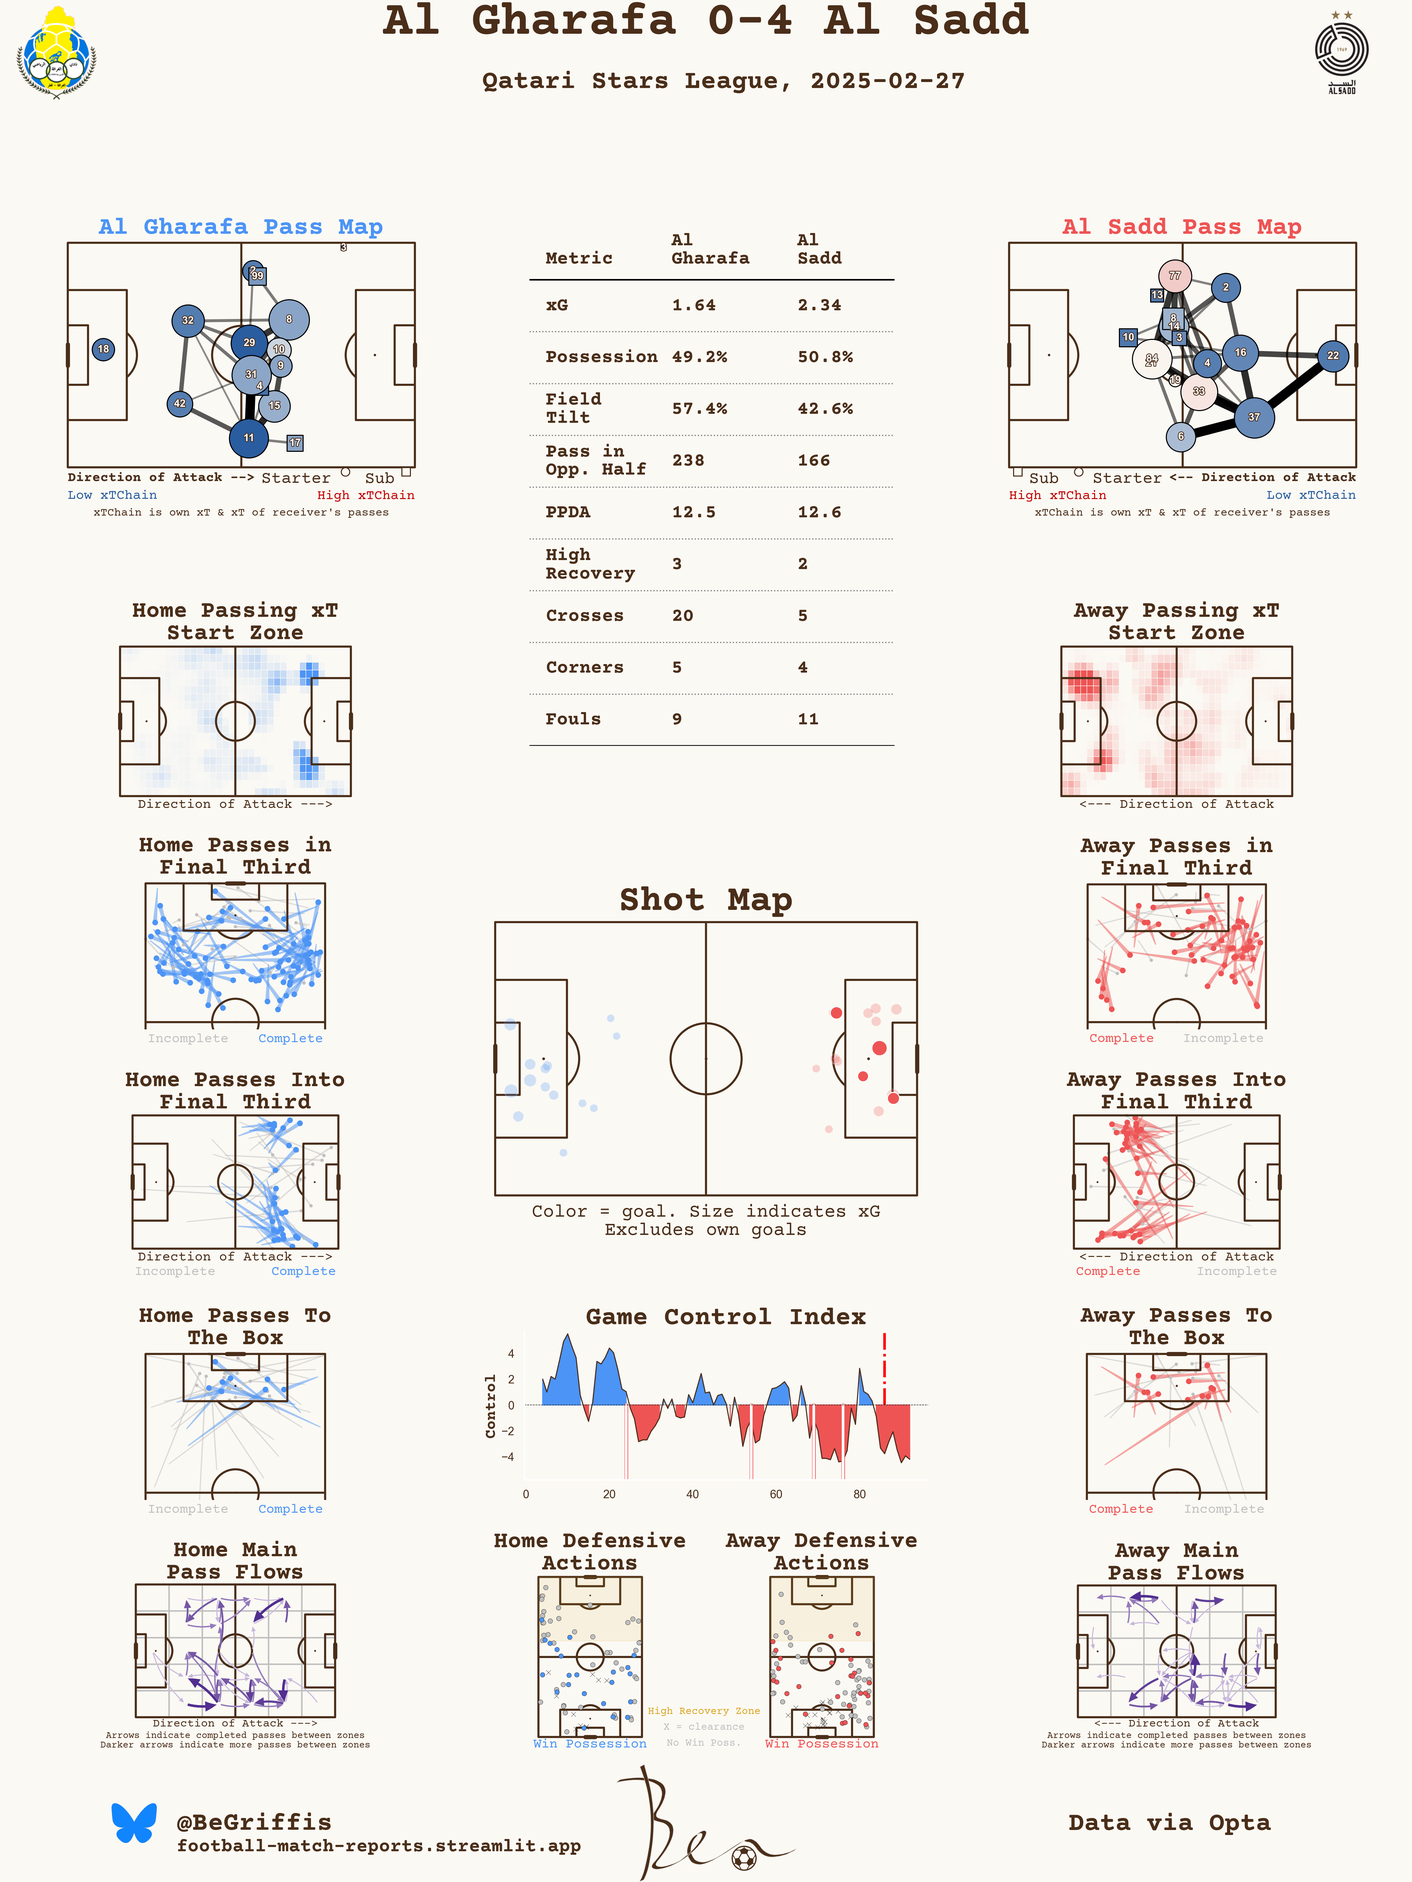 Al Gharafa 0-4 Al Sadd
Qatari Stars League, 2025-02-27
1969
السد
ALSADD
Al Gharafa Pass Map
3
2
99
32
8
29
10
18
9
31
4
42
15
11
17
Direction of Attack --> Starter Sub
Low xTChain High xTChain
xTChain is own xT & xT of receiver's passes
Metric Al Gharafa Al Sadd
xG 1.64 2.34
Possession 49.2% 50.8%
Field Tilt 57.4% 42.6%
Pass in Opp. Half 238 166
PPDA 12.5 12.6
High Recovery 3 2
Crosses 20 5
Corners 5 4
Fouls 9 11
Al Sadd Pass Map
77
2
13
8
14
10
3
84
16
22
4
19
33
37
6
Sub Starter <-- Direction of Attack
High xTChain Low xTChain
xTChain is own xT & xT of receiver's passes
Home Passing xT
Start Zone
Direction of Attack --->
Away Passing xT
Start Zone
<--- Direction of Attack
Home Passes in
Final Third
Incomplete Complete
Away Passes in
Final Third
Complete Incomplete
Shot Map
Color = goal. Size indicates xG
Excludes own goals
Home Passes Into
Final Third
Direction of Attack --->
Incomplete Complete
Away Passes Into
Final Third
<--- Direction of Attack
Complete Incomplete
Home Passes To
The Box
Incomplete Complete
Game Control Index
Control
4
2
0
−2
−4
0 20 40 60 80
Away Passes To
The Box
Complete Incomplete
Home Main
Pass Flows
Direction of Attack --->
Arrows indicate completed passes between zones
Darker arrows indicate more passes between zones
Home Defensive
Actions
Win Possession
Away Defensive
Actions
Win Possession
High Recovery Zone
X = clearance
No Win Poss.
Away Main
Pass Flows
<--- Direction of Attack
Arrows indicate completed passes between zones
Darker arrows indicate more passes between zones
@BeGriffis
football-match-reports.streamlit.app
Ben
Data via Opta